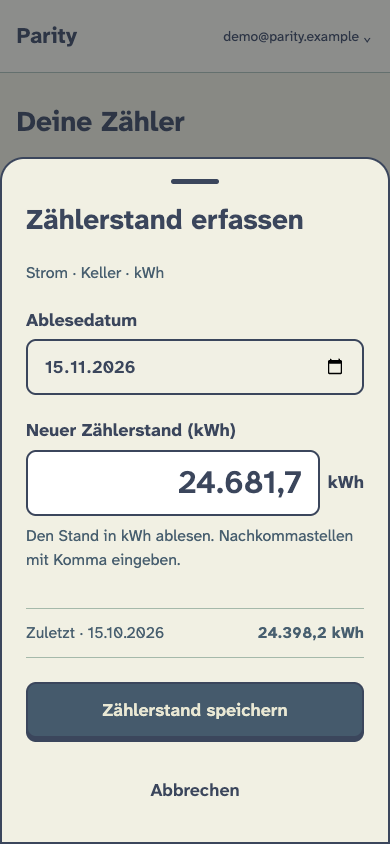 Parity
demo@parity.example
Deine Zähler
Zählerstand erfassen
Strom · Keller · kWh
Ablesedatum
15.11.2026
Neuer Zählerstand (kWh)
24.681,7 kWh
Den Stand in kWh ablesen. Nachkommastellen
mit Komma eingeben.
Zuletzt · 15.10.2026 24.398,2 kWh
Zählerstand speichern
Abbrechen